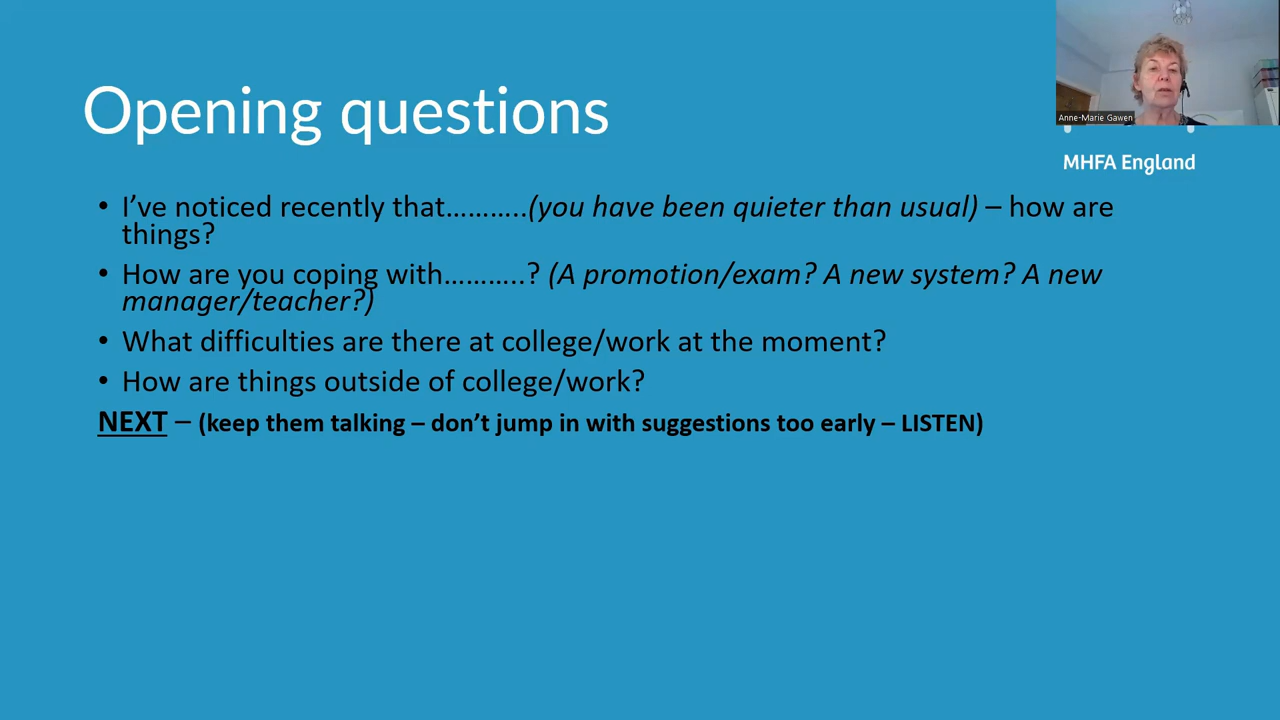 Opening questions
Anne-Marie Gawen
MHFA England
• I’ve noticed recently that………..(you have been quieter than usual) – how are
things?
• How are you coping with………..? (A promotion/exam? A new system? A new
manager/teacher?)
• What difficulties are there at college/work at the moment?
• How are things outside of college/work?
NEXT – (keep them talking – don’t jump in with suggestions too early – LISTEN)